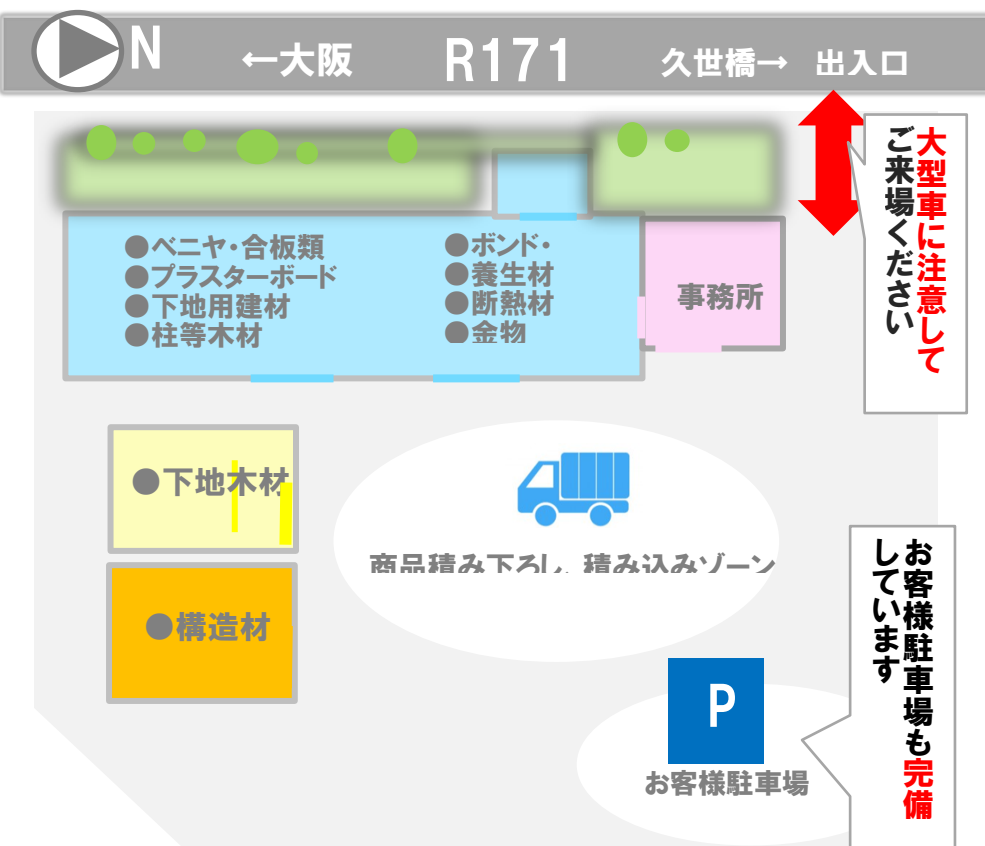 N
←大阪
R171
久世橋→
出入口
大型車に注意して
ご来場ください
●ベニヤ・合板類
●プラスターボード
●下地用建材
●柱等木材
●ボンド・
●養生材
●断熱材
●金物
事務所
●下地木材
●構造材
商品積み下ろし、積み込みゾーン
P
お客様駐車場
お客様駐車場も完備
しています